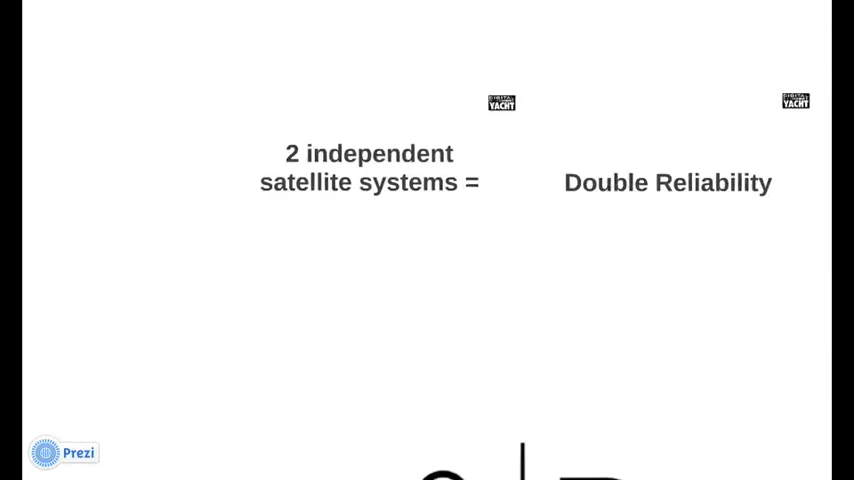 DIGITAL
YACHT
DIGITAL
YACHT
2 independent
satellite systems =
Double Reliability
Prezi